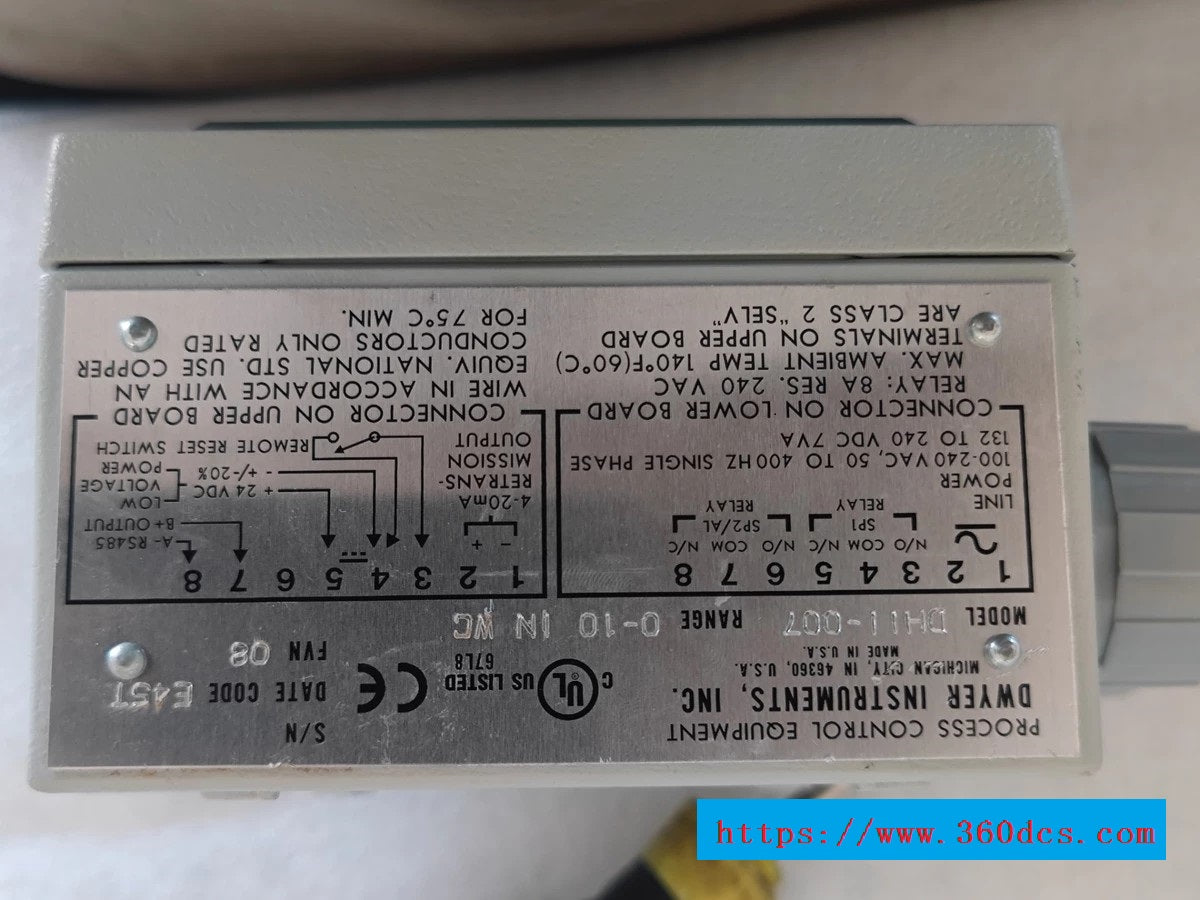 PROCESS CONTROL EQUIPMENT
DWYER INSTRUMENTS, INC.
MICHIGAN CITY, IN 46360, U.S.A.
MADE IN U.S.A.
C UL US LISTED
67L8
CE
S/N
DATE CODE E45T
FVN 08
MODEL DH11-007 RANGE 0-10 IN WC
1 2 3 4 5 6 7 8
N/O COM N/C N/O COM N/C
SP1 RELAY
SP2/AL RELAY
LINE
POWER
100-240 VAC, 50 TO 400 HZ SINGLE PHASE
132 TO 240 VDC 7VA
CONNECTOR ON LOWER BOARD
RELAY: 8A RES. 240 VAC
MAX. AMBIENT TEMP 140°F(60°C)
TERMINALS ON UPPER BOARD
ARE CLASS 2 "SELV"
1 2 3 4 5 6 7 8
- +
4-20mA
RETRANS-
MISSION
OUTPUT
A- RS485
B+ OUTPUT
+ 24 VDC
- +/-20%
LOW
VOLTAGE
POWER
REMOTE RESET SWITCH
CONNECTOR ON UPPER BOARD
WIRE IN ACCORDANCE WITH AN
EQUIV. NATIONAL STD. USE COPPER
CONDUCTORS ONLY RATED
FOR 75°C MIN.
https://www.360dcs.com